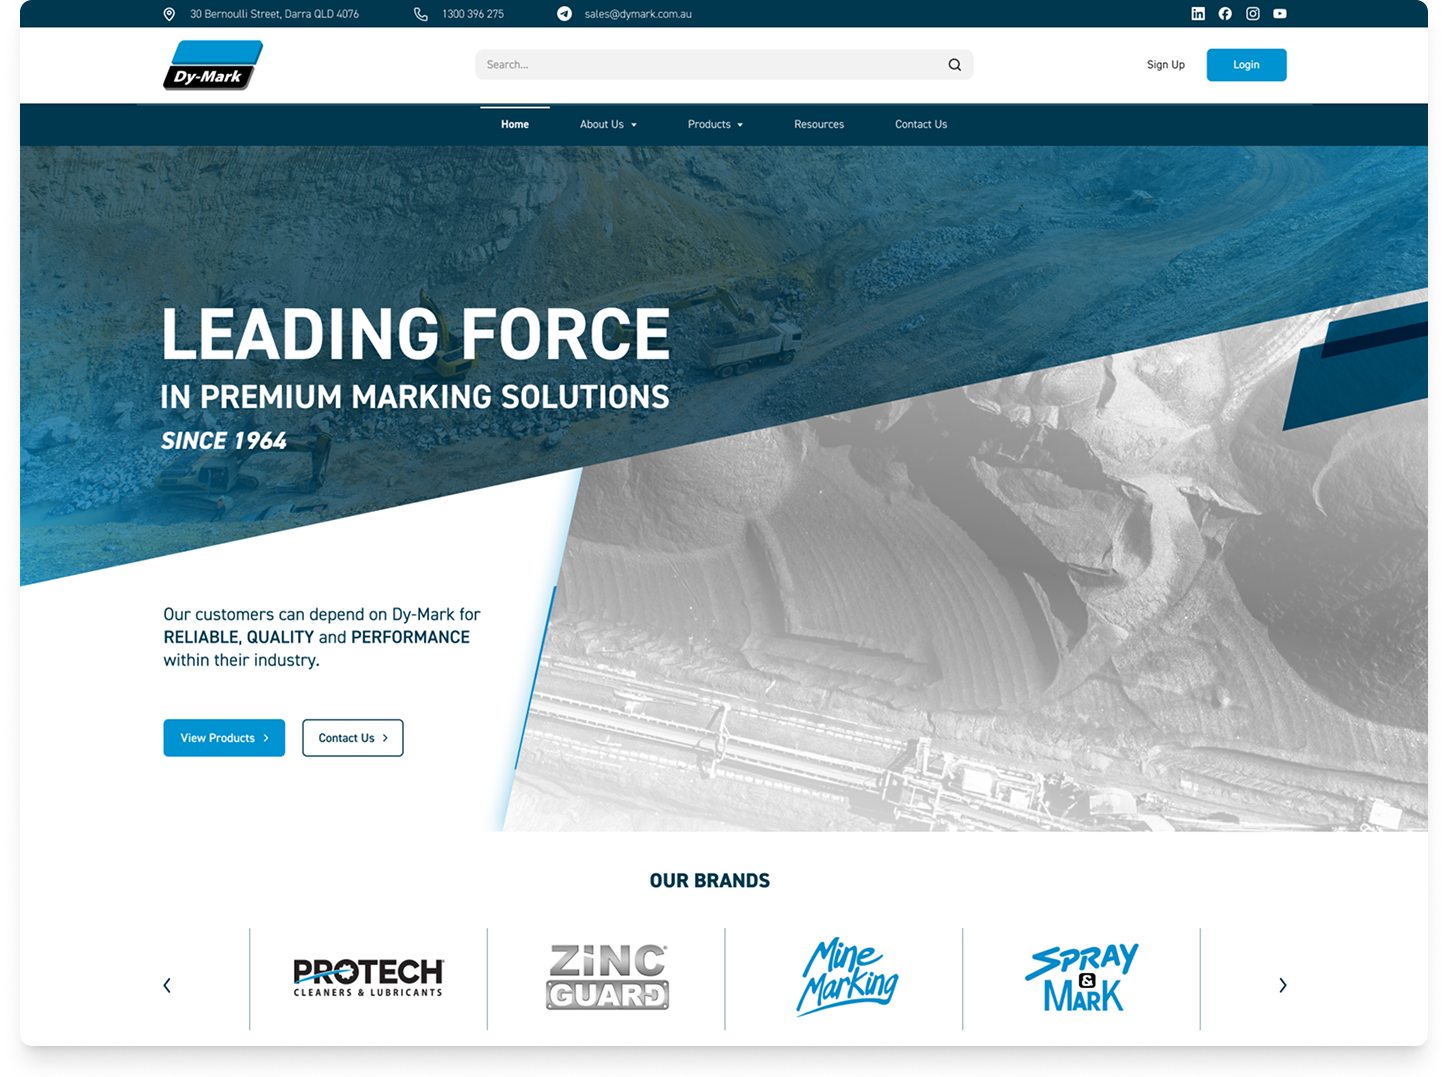 30 Bernoulli Street, Darra QLD 4076
1300 396 275
sales@dymark.com.au
Dy-Mark
Search...
Sign Up
Login
Home
About Us
Products
Resources
Contact Us
LEADING FORCE
IN PREMIUM MARKING SOLUTIONS
SINCE 1964
Our customers can depend on Dy-Mark for
RELIABLE, QUALITY and PERFORMANCE
within their industry.
View Products
Contact Us
OUR BRANDS
PROTECH®
CLEANERS & LUBRICANTS
ZiNC®
GUARD
Mine
Marking
SPRAY
&
MARK